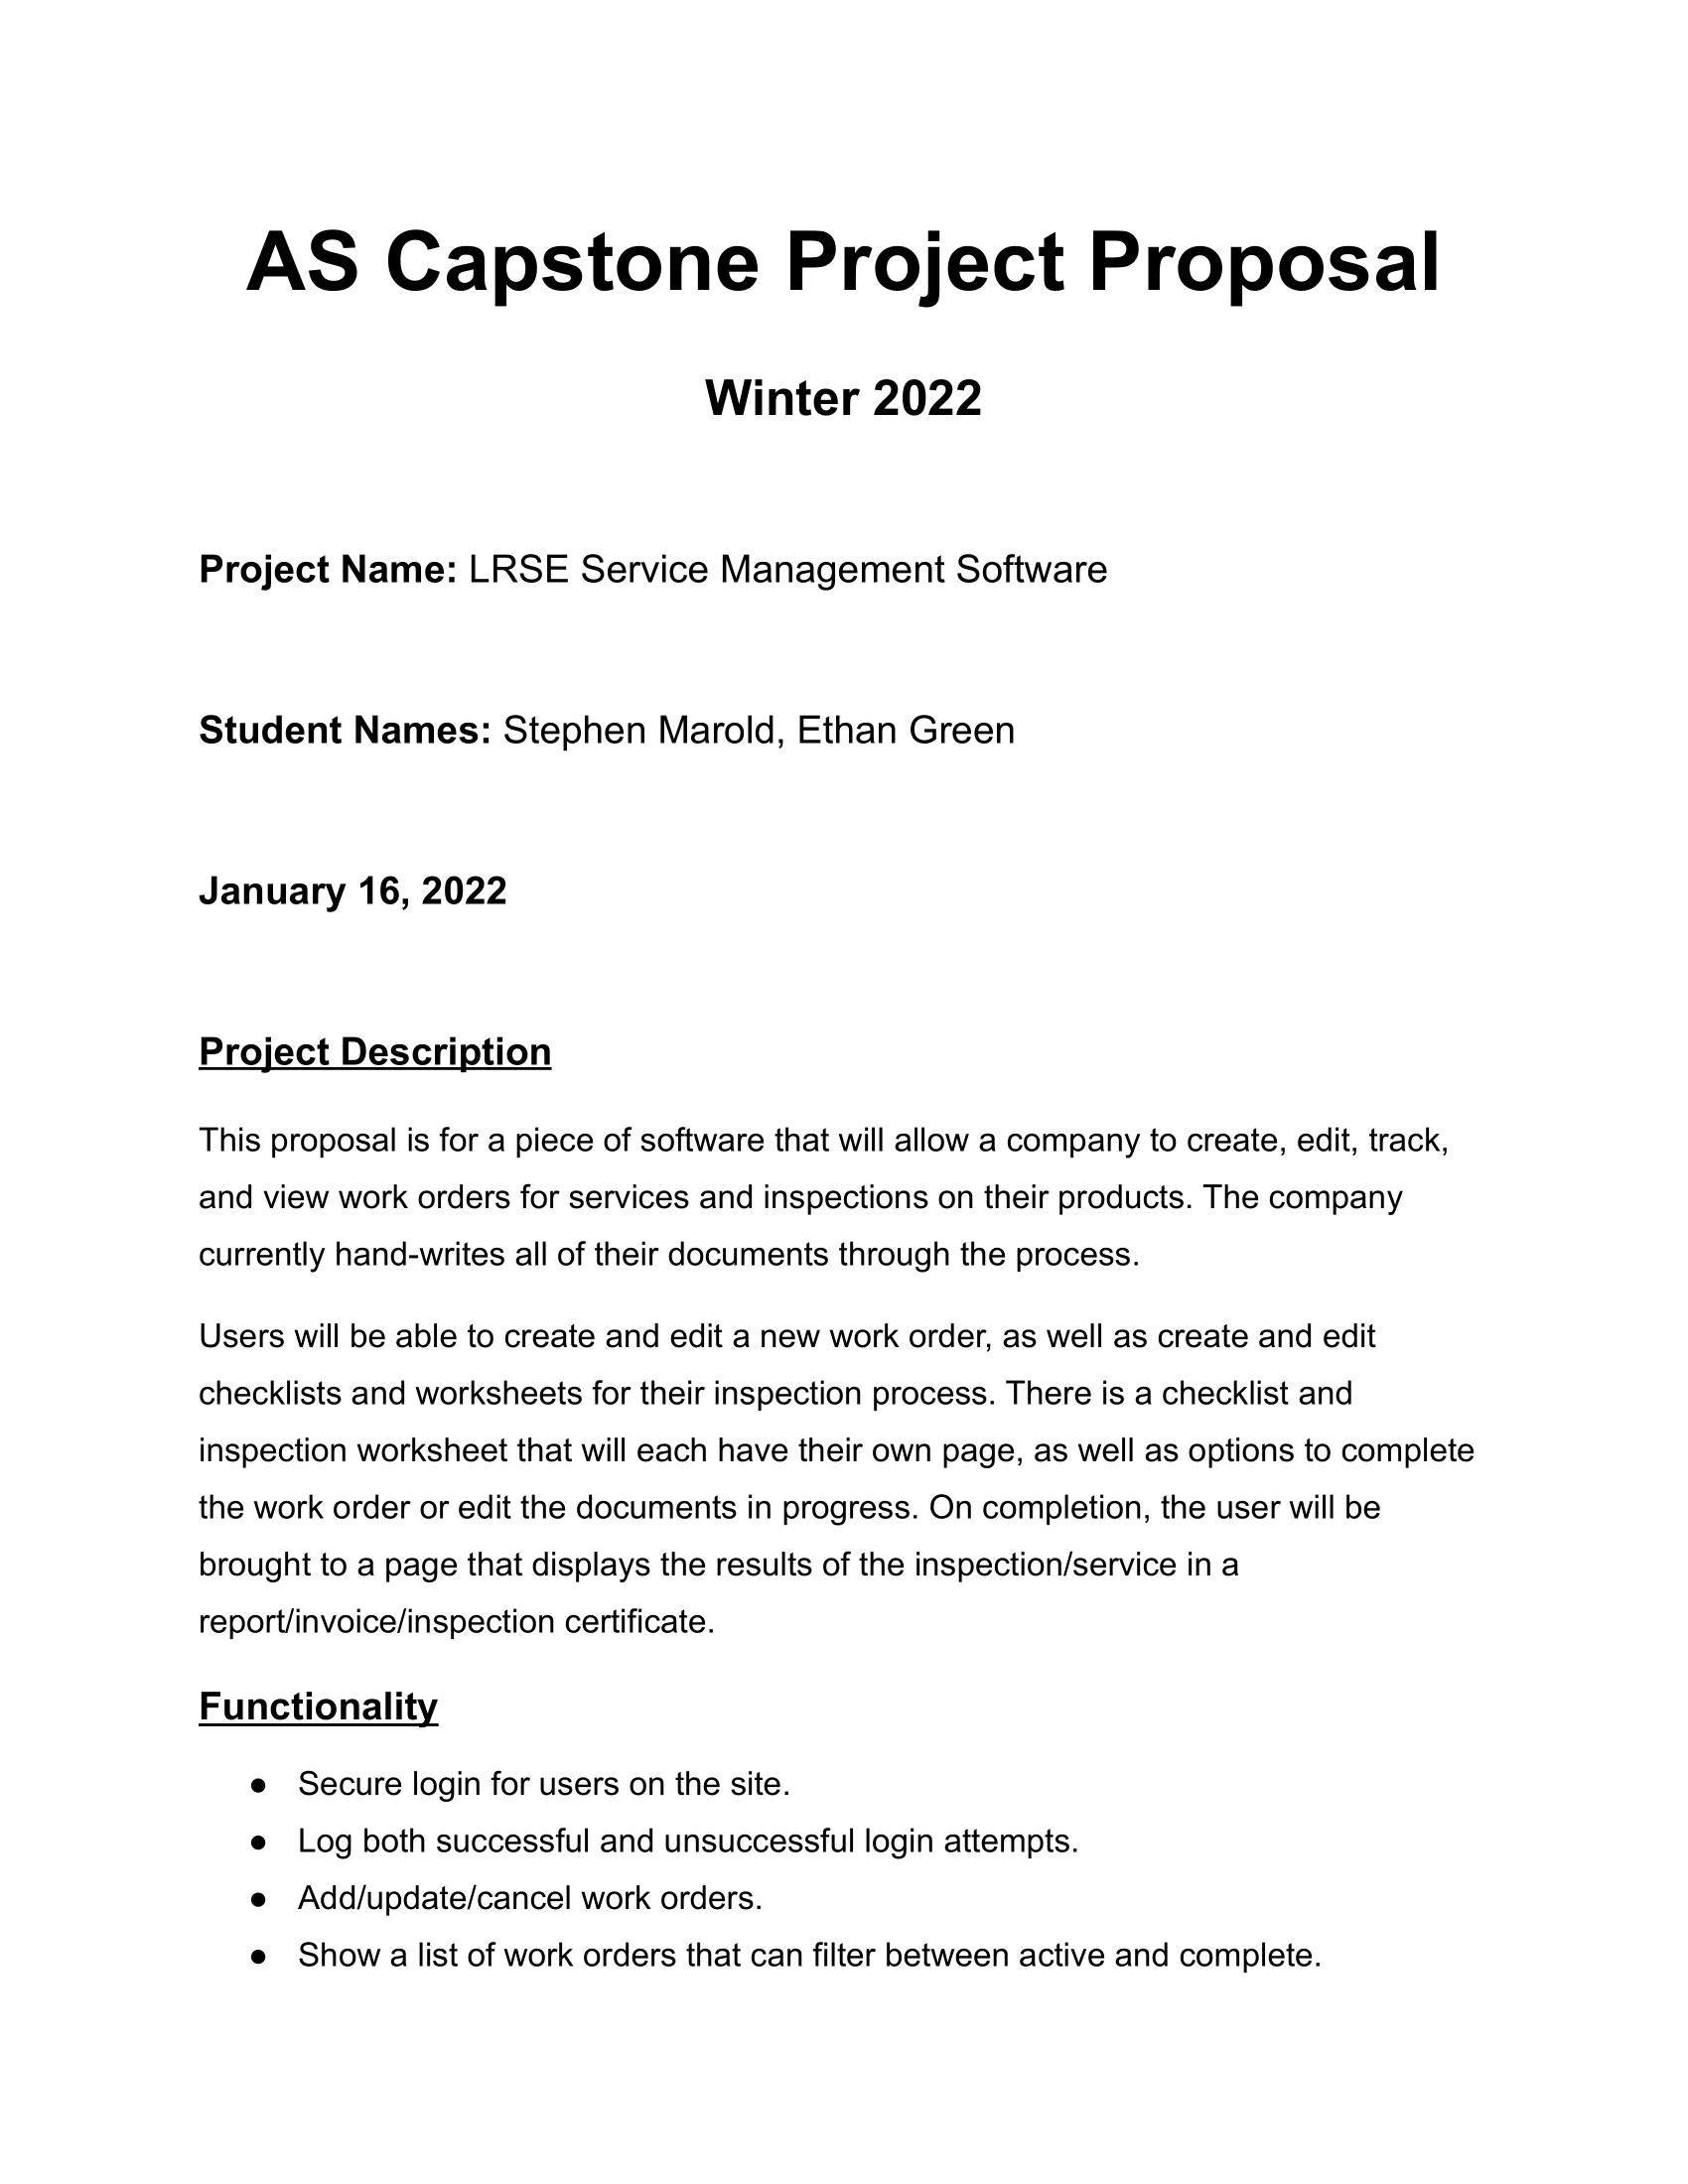 AS Capstone Project Proposal
Winter 2022
Project Name: LRSE Service Management Software
Student Names: Stephen Marold, Ethan Green
January 16, 2022
Project Description
This proposal is for a piece of software that will allow a company to create, edit, track,
and view work orders for services and inspections on their products. The company
currently hand-writes all of their documents through the process.
Users will be able to create and edit a new work order, as well as create and edit
checklists and worksheets for their inspection process. There is a checklist and
inspection worksheet that will each have their own page, as well as options to complete
the work order or edit the documents in progress. On completion, the user will be
brought to a page that displays the results of the inspection/service in a
report/invoice/inspection certificate.
Functionality
● Secure login for users on the site.
● Log both successful and unsuccessful login attempts.
● Add/update/cancel work orders.
● Show a list of work orders that can filter between active and complete.